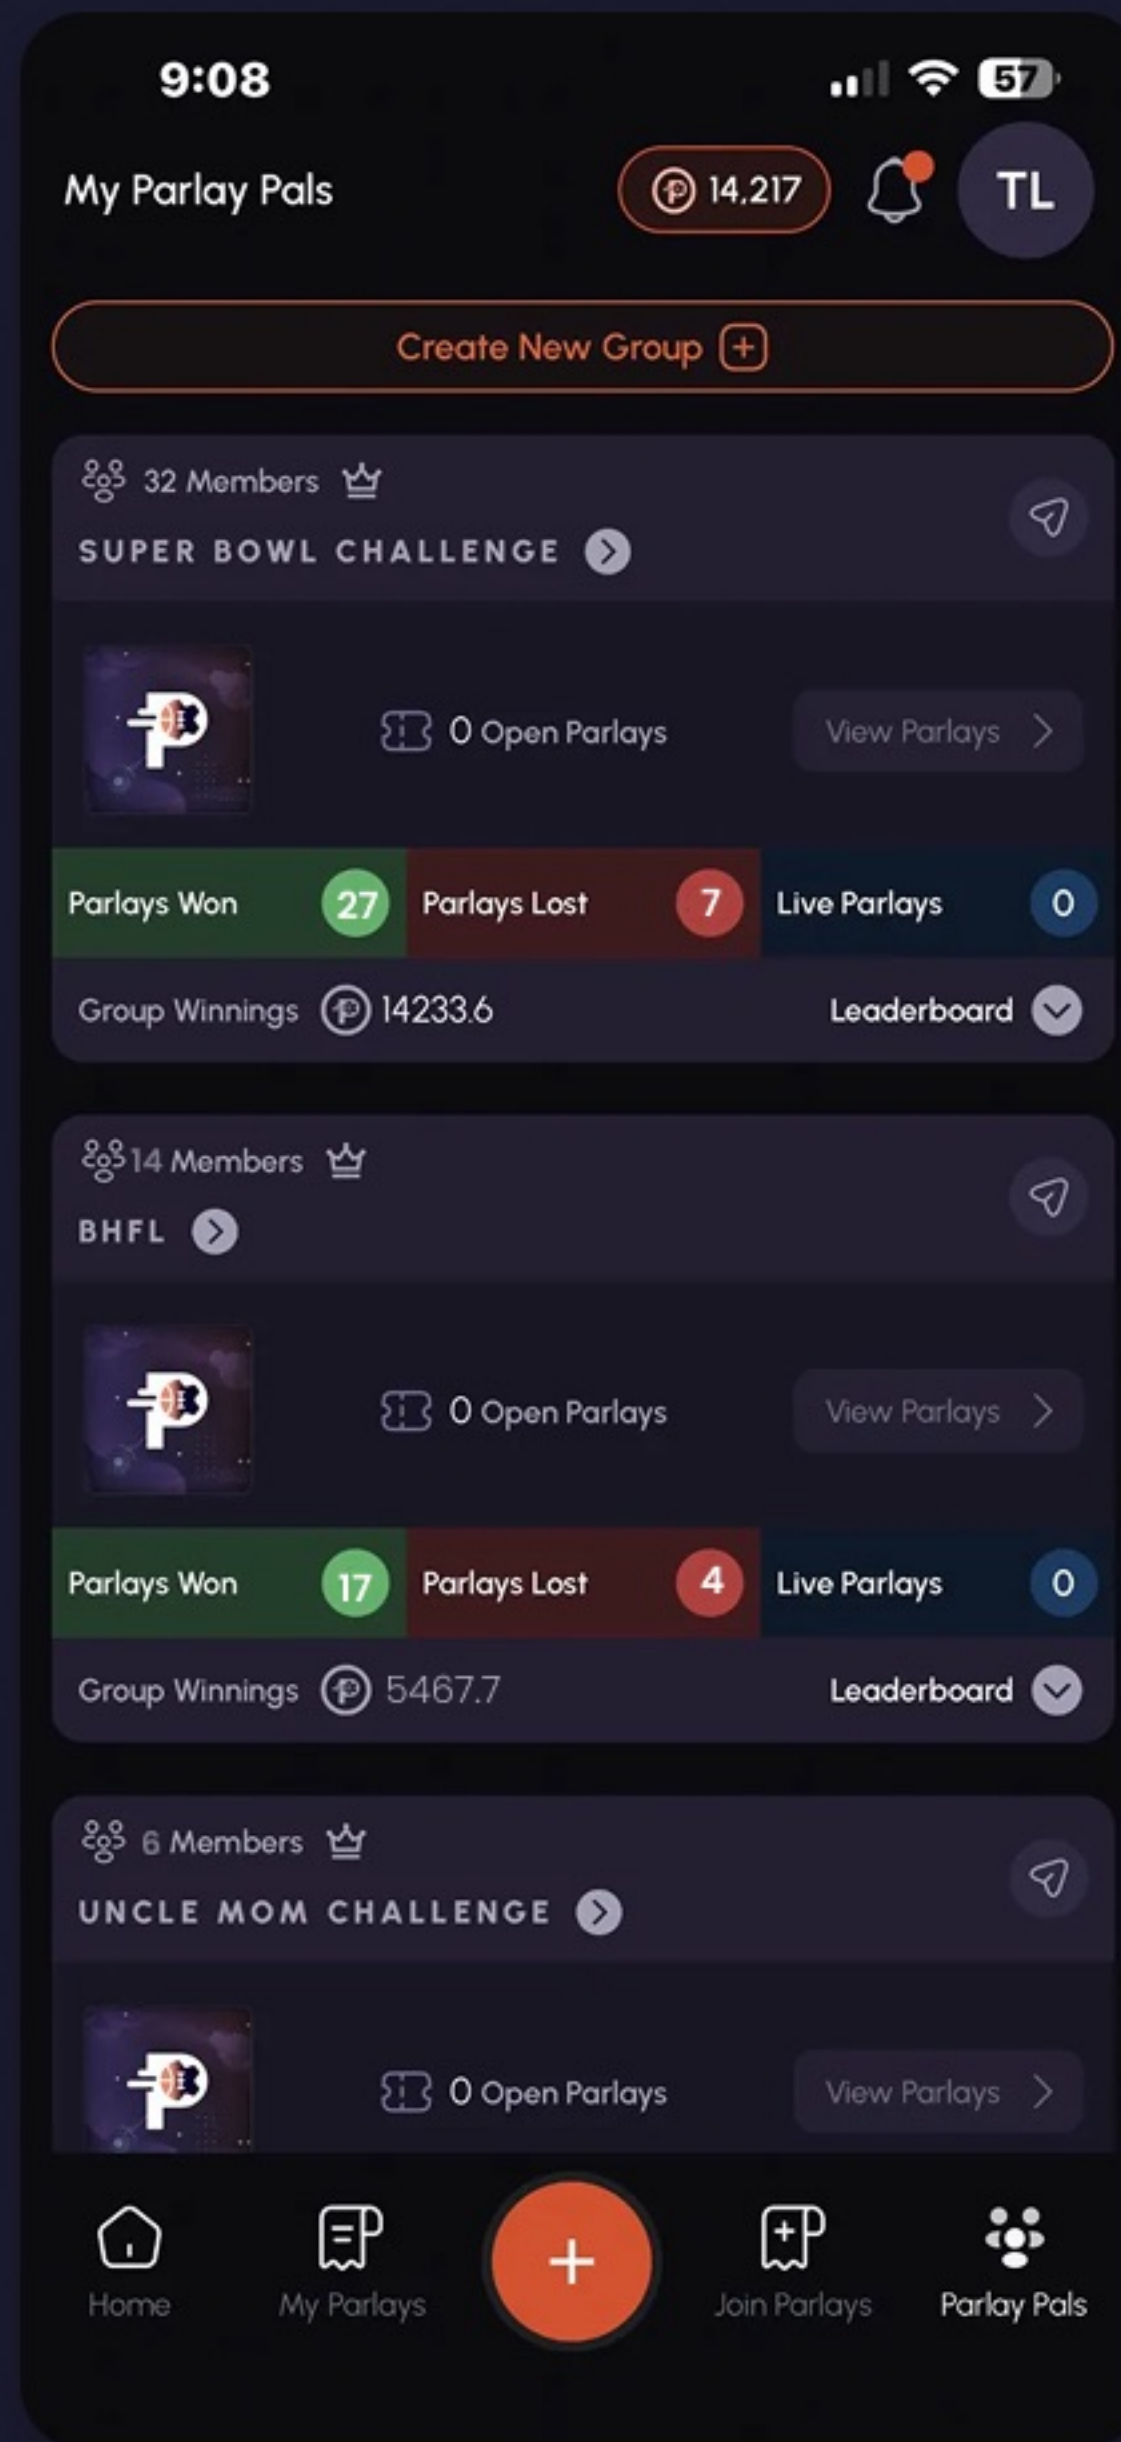 9:08 57
My Parlay Pals 14,217 TL
Create New Group
32 Members
SUPER BOWL CHALLENGE
0 Open Parlays View Parlays
Parlays Won 27 Parlays Lost 7 Live Parlays 0
Group Winnings 14233.6 Leaderboard
14 Members
BHFL
0 Open Parlays View Parlays
Parlays Won 17 Parlays Lost 4 Live Parlays 0
Group Winnings 5467.7 Leaderboard
6 Members
UNCLE MOM CHALLENGE
0 Open Parlays View Parlays
Home My Parlays Join Parlays Parlay Pals